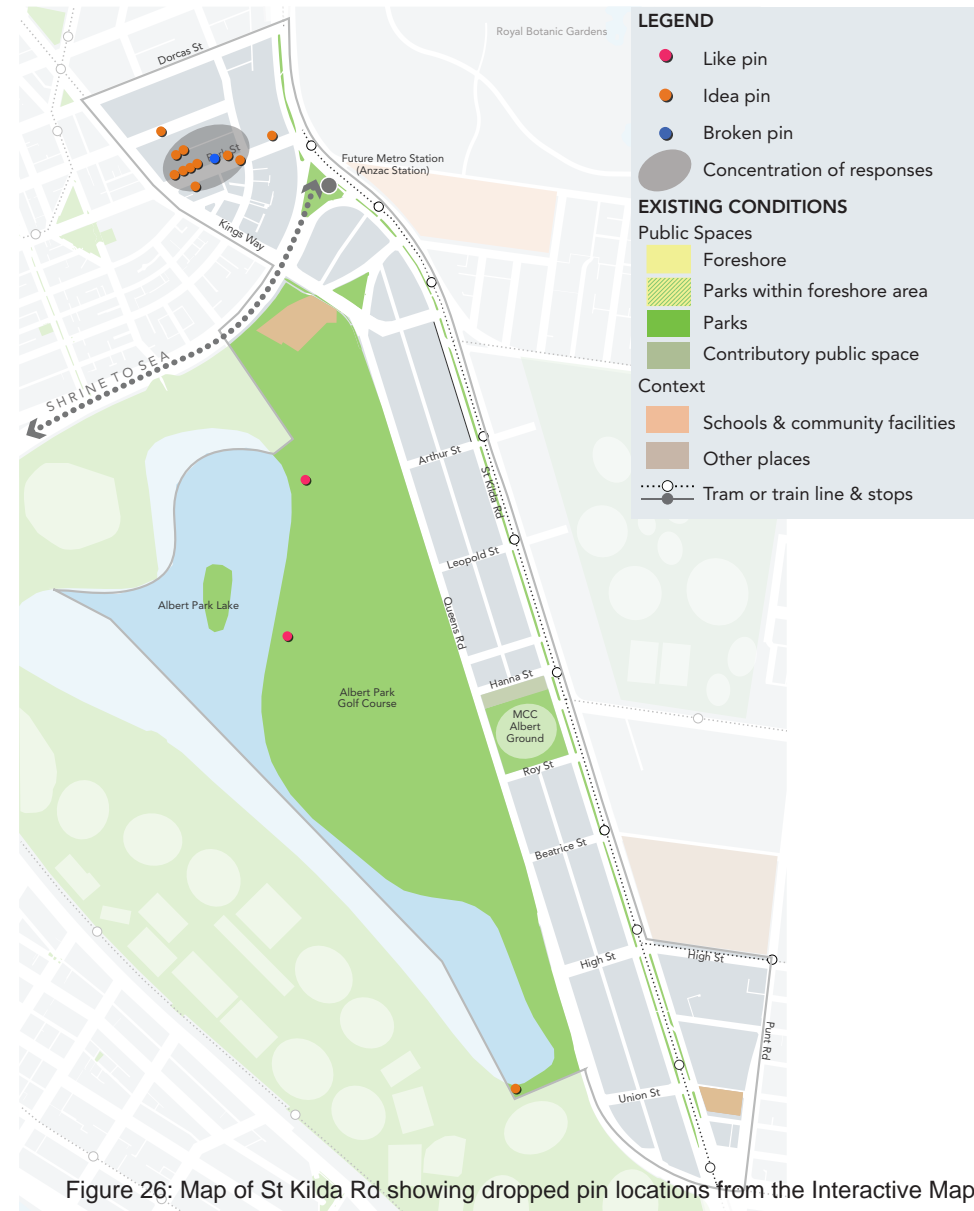 Royal Botanic Gardens
Dorcas St
Park St
Future Metro Station
(Anzac Station)
Kings Way
SHRINE TO SEA
Arthur St
St Kilda Rd
Leopold St
Albert Park Lake
Queens Rd
Hanna St
Albert Park
Golf Course
MCC
Albert
Ground
Roy St
Beatrice St
High St
High St
Punt Rd
Union St
LEGEND
Like pin
Idea pin
Broken pin
Concentration of responses
EXISTING CONDITIONS
Public Spaces
Foreshore
Parks within foreshore area
Parks
Contributory public space
Context
Schools & community facilities
Other places
Tram or train line & stops
Figure 26: Map of St Kilda Rd showing dropped pin locations from the Interactive Map